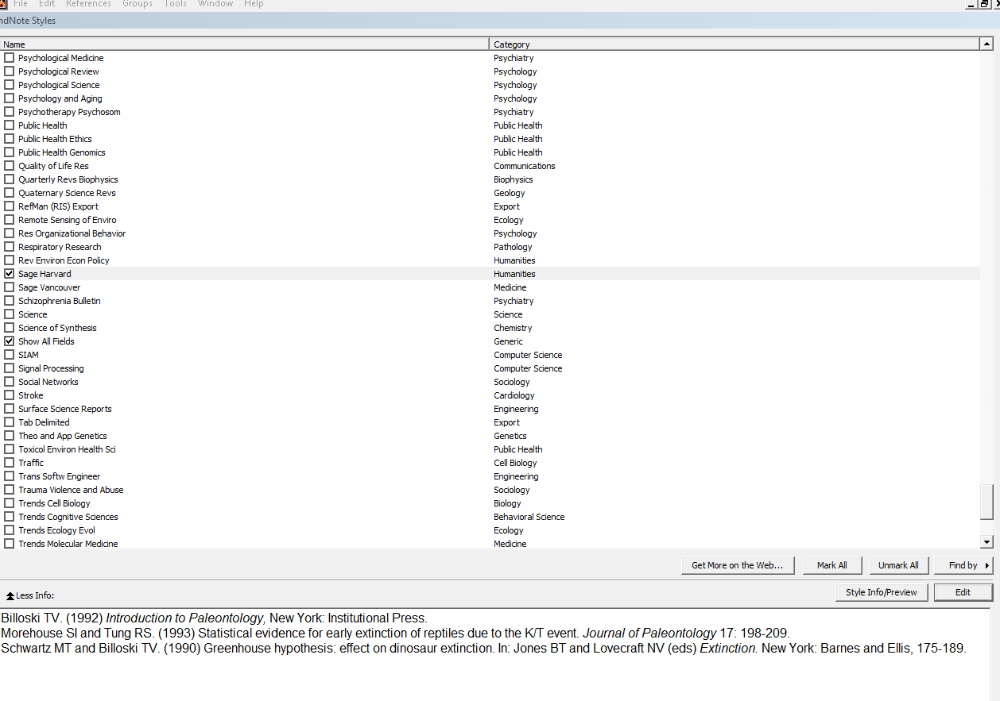 File Edit References Groups Tools Window Help
ndNote Styles
Name Category
Psychological Medicine Psychiatry
Psychological Review Psychology
Psychological Science Psychology
Psychology and Aging Psychology
Psychotherapy Psychosom Psychiatry
Public Health Public Health
Public Health Ethics Public Health
Public Health Genomics Public Health
Quality of Life Res Communications
Quarterly Revs Biophysics Biophysics
Quaternary Science Revs Geology
RefMan (RIS) Export Export
Remote Sensing of Enviro Ecology
Res Organizational Behavior Psychology
Respiratory Research Pathology
Rev Environ Econ Policy Humanities
Sage Harvard Humanities
Sage Vancouver Medicine
Schizophrenia Bulletin Psychiatry
Science Science
Science of Synthesis Chemistry
Show All Fields Generic
SIAM Computer Science
Signal Processing Computer Science
Social Networks Sociology
Stroke Cardiology
Surface Science Reports Engineering
Tab Delimited Export
Theo and App Genetics Genetics
Toxicol Environ Health Sci Public Health
Traffic Cell Biology
Trans Softw Engineer Engineering
Trauma Violence and Abuse Sociology
Trends Cell Biology Biology
Trends Cognitive Sciences Behavioral Science
Trends Ecology Evol Ecology
Trends Molecular Medicine Medicine
Get More on the Web... Mark All Unmark All Find by
Less Info: Style Info/Preview Edit
Billoski TV. (1992) Introduction to Paleontology, New York: Institutional Press.
Morehouse SI and Tung RS. (1993) Statistical evidence for early extinction of reptiles due to the K/T event. Journal of Paleontology 17: 198-209.
Schwartz MT and Billoski TV. (1990) Greenhouse hypothesis: effect on dinosaur extinction. In: Jones BT and Lovecraft NV (eds) Extinction. New York: Barnes and Ellis, 175-189.